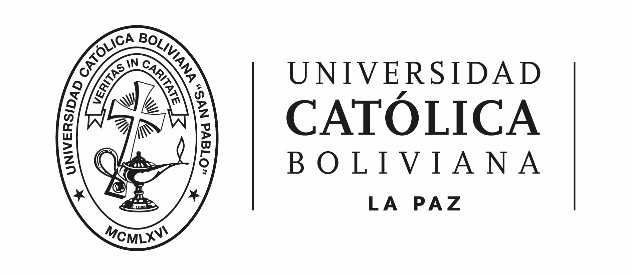 UNIVERSIDAD CATÓLICA BOLIVIANA "SAN PABLO"
VERITAS IN CARITATE
MCMLXVI
UNIVERSIDAD
CATÓLICA
BOLIVIANA
LA PAZ